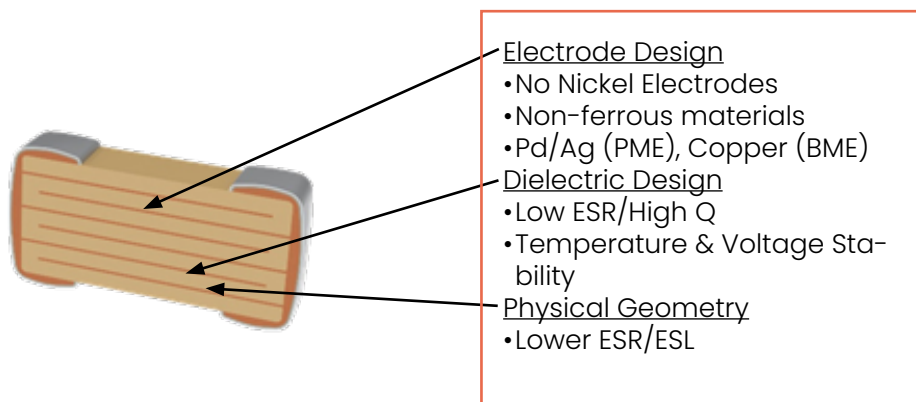 Electrode Design
•No Nickel Electrodes
•Non-ferrous materials
•Pd/Ag (PME), Copper (BME)
Dielectric Design
•Low ESR/High Q
•Temperature & Voltage Sta-
bility
Physical Geometry
•Lower ESR/ESL